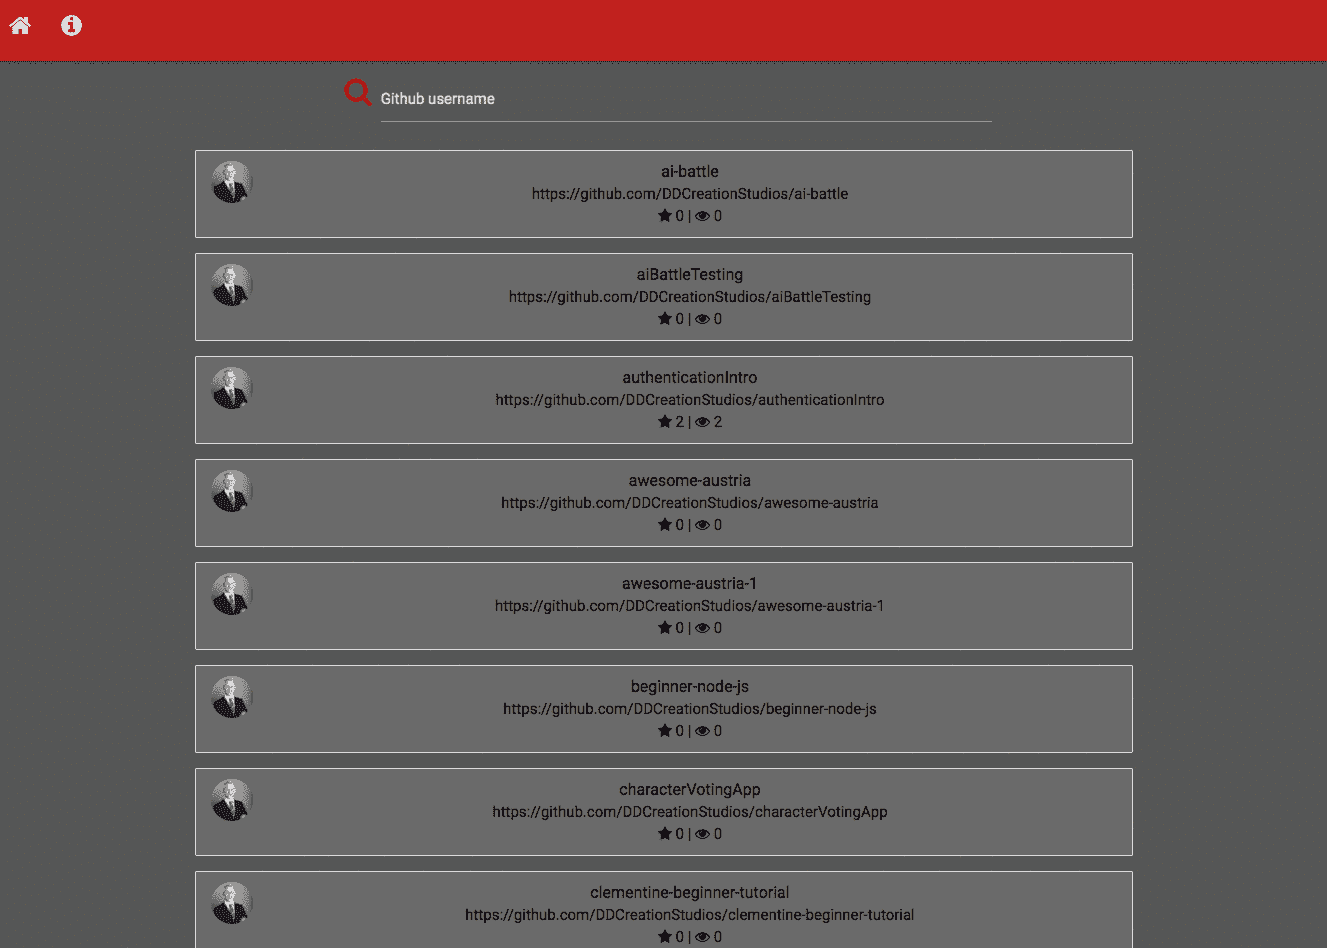 Github username
ai-battle
https://github.com/DDCreationStudios/ai-battle
0 | 0
aiBattleTesting
https://github.com/DDCreationStudios/aiBattleTesting
0 | 0
authenticationIntro
https://github.com/DDCreationStudios/authenticationIntro
2 | 2
awesome-austria
https://github.com/DDCreationStudios/awesome-austria
0 | 0
awesome-austria-1
https://github.com/DDCreationStudios/awesome-austria-1
0 | 0
beginner-node-js
https://github.com/DDCreationStudios/beginner-node-js
0 | 0
characterVotingApp
https://github.com/DDCreationStudios/characterVotingApp
0 | 0
clementine-beginner-tutorial
https://github.com/DDCreationStudios/clementine-beginner-tutorial
0 | 0